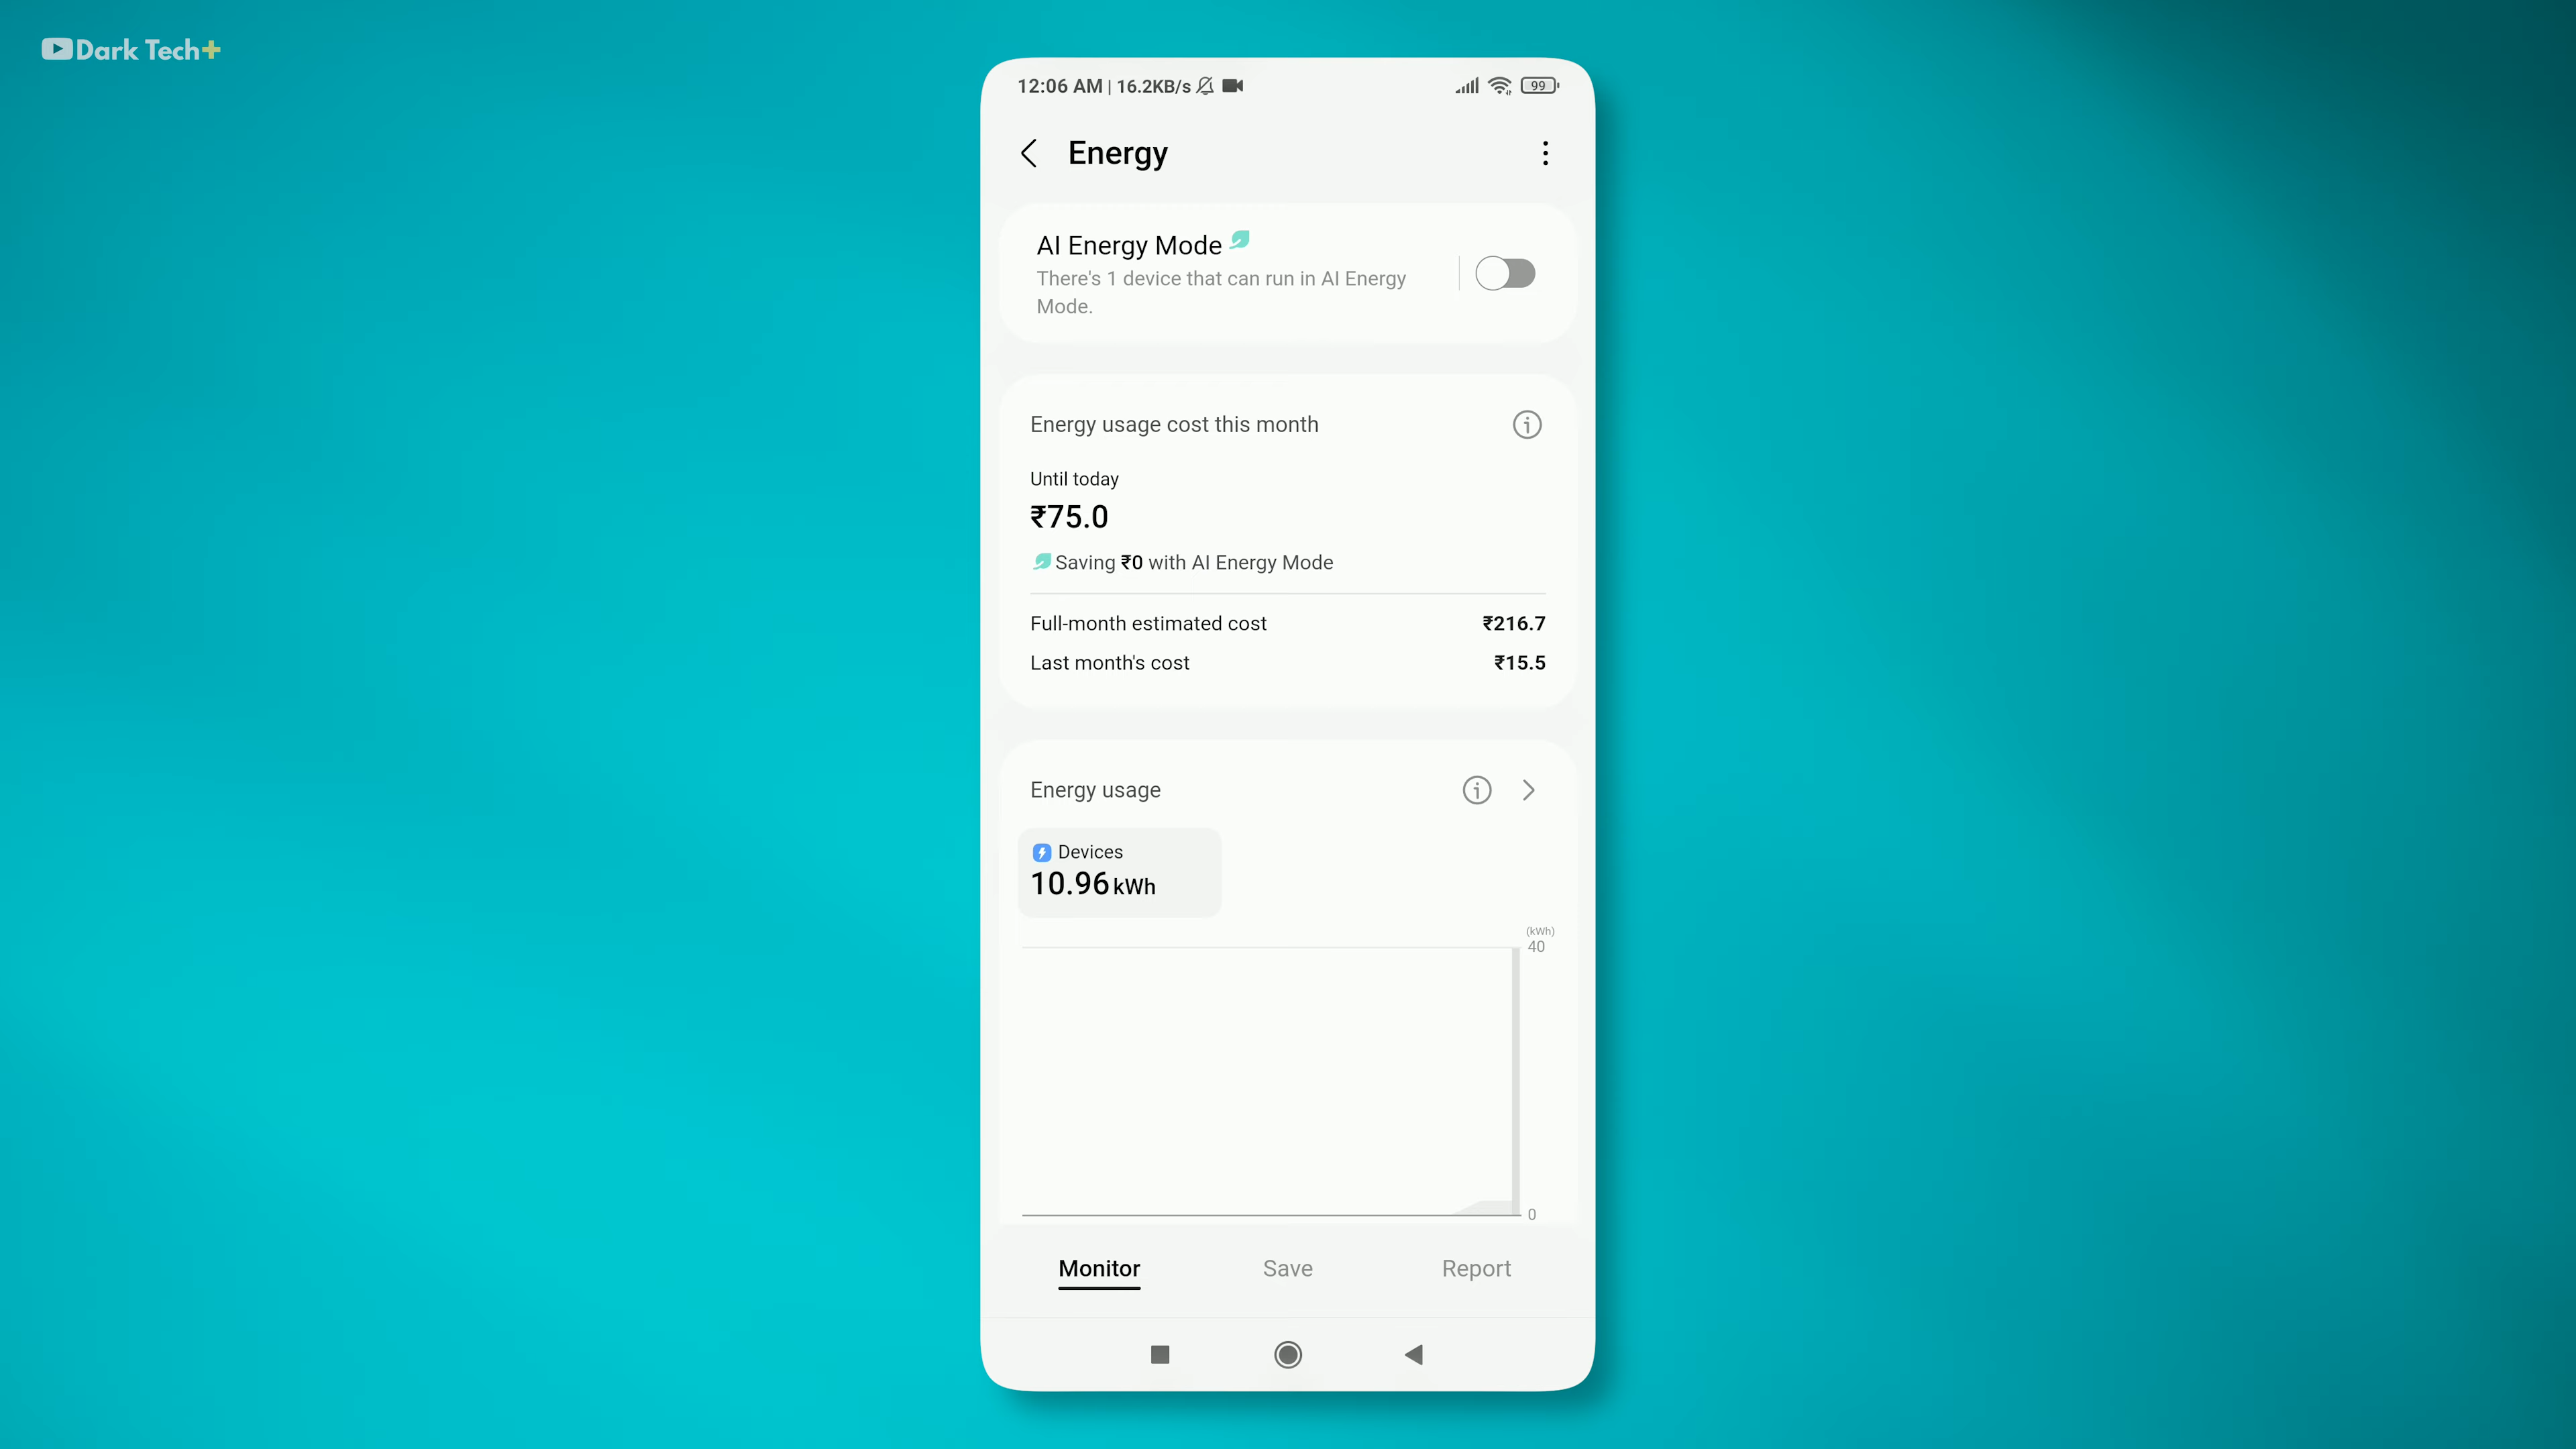 Dark Tech+
12:06 AM | 16.2KB/s
99
Energy
AI Energy Mode
There's 1 device that can run in AI Energy
Mode.
Energy usage cost this month
Until today
₹75.0
Saving ₹0 with AI Energy Mode
Full-month estimated cost ₹216.7
Last month's cost ₹15.5
Energy usage
Devices
10.96 kWh
(kWh)
40
0
Monitor Save Report